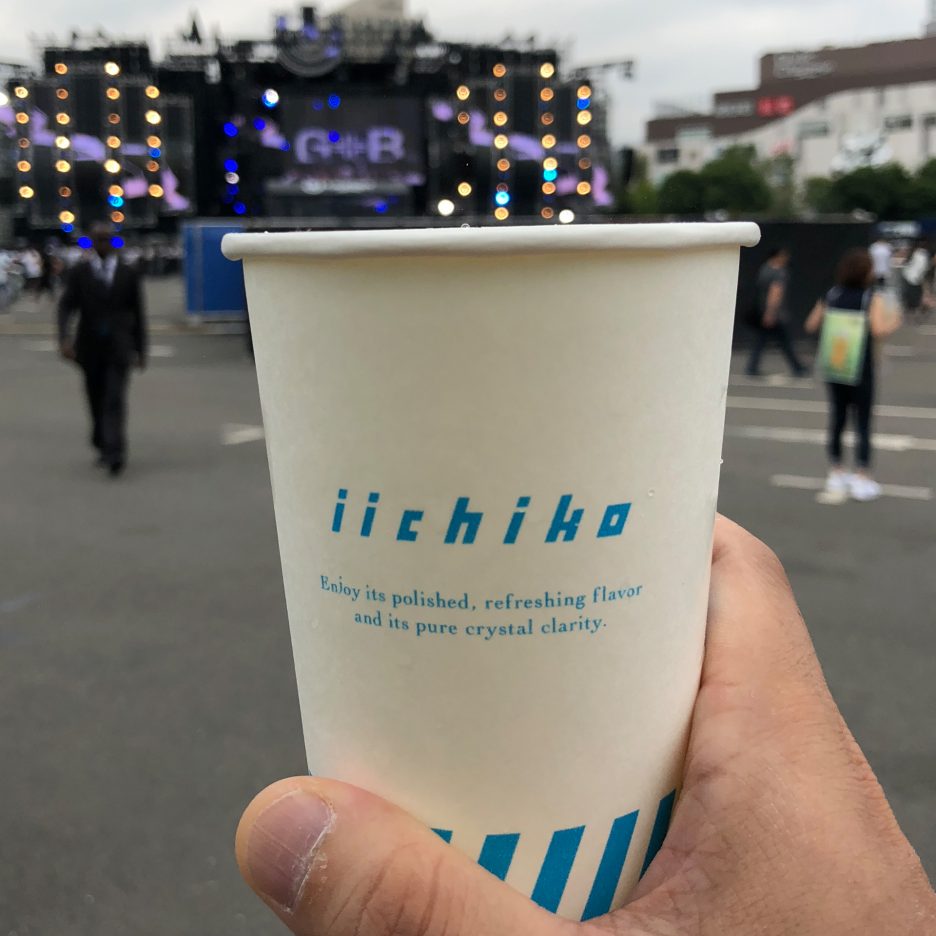 G+R
iichiko
Enjoy its polished, refreshing flavor
and its pure crystal clarity.